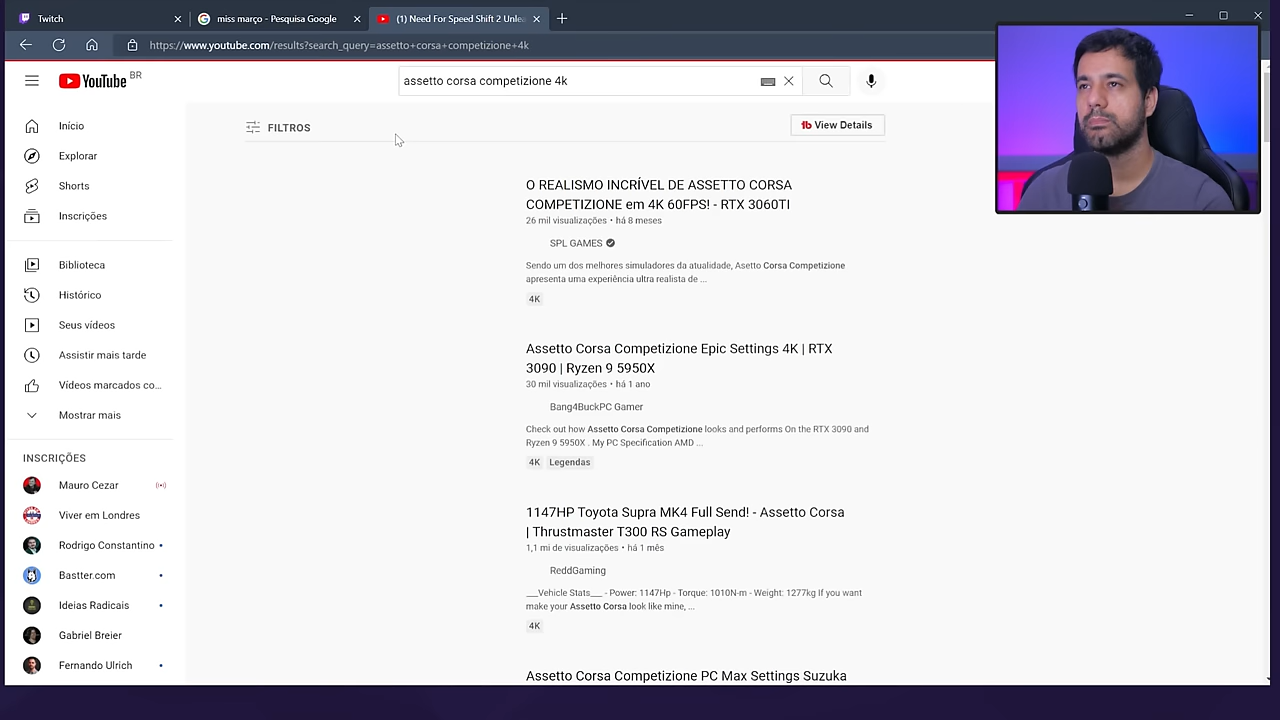 Twitch
miss março - Pesquisa Google
(1) Need For Speed Shift 2 Unlea
https://www.youtube.com/results?search_query=assetto+corsa+competizione+4k
YouTube BR
assetto corsa competizione 4k
Início
Explorar
Shorts
Inscrições
Biblioteca
Histórico
Seus vídeos
Assistir mais tarde
Vídeos marcados co...
Mostrar mais
INSCRIÇÕES
Mauro Cezar
Viver em Londres
Rodrigo Constantino
Bastter.com
Ideias Radicais
Gabriel Breier
Fernando Ulrich
FILTROS
tb View Details
O REALISMO INCRÍVEL DE ASSETTO CORSA
COMPETIZIONE em 4K 60FPS! - RTX 3060TI
26 mil visualizações • há 8 meses
SPL GAMES
Sendo um dos melhores simuladores da atualidade, Asetto Corsa Competizione
apresenta uma experiência ultra realista de ...
4K
Assetto Corsa Competizione Epic Settings 4K | RTX
3090 | Ryzen 9 5950X
30 mil visualizações • há 1 ano
Bang4BuckPC Gamer
Check out how Assetto Corsa Competizione looks and performs On the RTX 3090 and
Ryzen 9 5950X . My PC Specification AMD ...
4K Legendas
1147HP Toyota Supra MK4 Full Send! - Assetto Corsa
| Thrustmaster T300 RS Gameplay
1,1 mi de visualizações • há 1 mês
ReddGaming
___Vehicle Stats___ - Power: 1147Hp - Torque: 1010N-m - Weight: 1277kg If you want
make your Assetto Corsa look like mine, ...
4K
Assetto Corsa Competizione PC Max Settings Suzuka